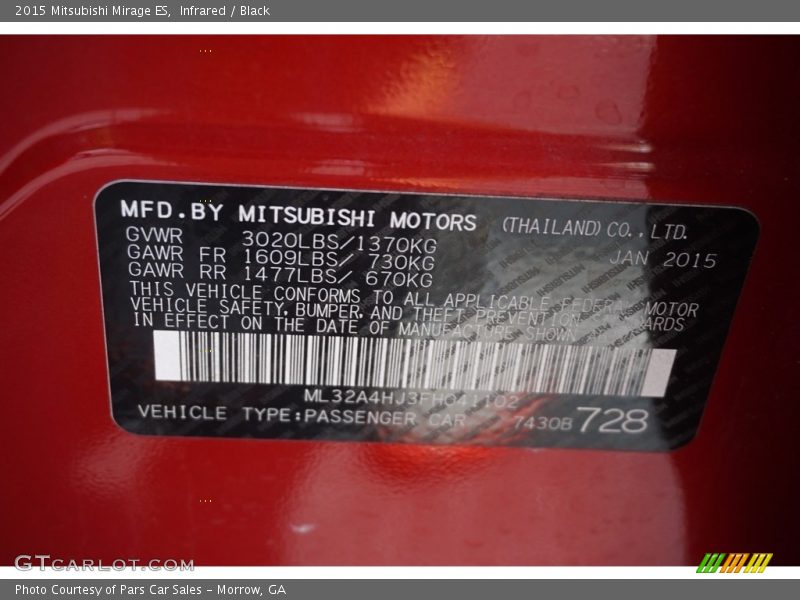 2015 Mitsubishi Mirage ES, Infrared / Black
MFD.BY MITSUBISHI MOTORS (THAILAND) CO.,LTD.
GVWR 3020LBS/1370KG JAN 2015
GAWR FR 1609LBS/ 730KG
GAWR RR 1477LBS/ 670KG
THIS VEHICLE CONFORMS TO ALL APPLICABLE FEDERAL MOTOR
VEHICLE SAFETY,BUMPER,AND THEFT PREVENTION STANDARDS
IN EFFECT ON THE DATE OF MANUFACTURE SHOWN
ML32A4HJ3FH041102
VEHICLE TYPE:PASSENGER CAR 7430B 728
GTCARLOT.COM
Photo Courtesy of Pars Car Sales - Morrow, GA